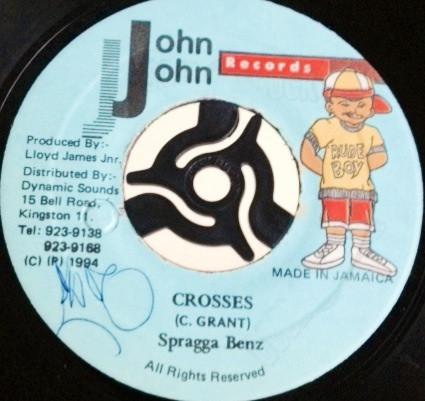 John
John
Records
Produced By:-
Lloyd James Jnr.
Distributed By:-
Dynamic Sounds
15 Bell Road,
Kingston 11.
Tel: 923-9138
923-9168
(C) (P) 1994
RUDE
BOY
MADE IN JAMAICA
CROSSES
(C. GRANT)
Spragga Benz
All Rights Reserved